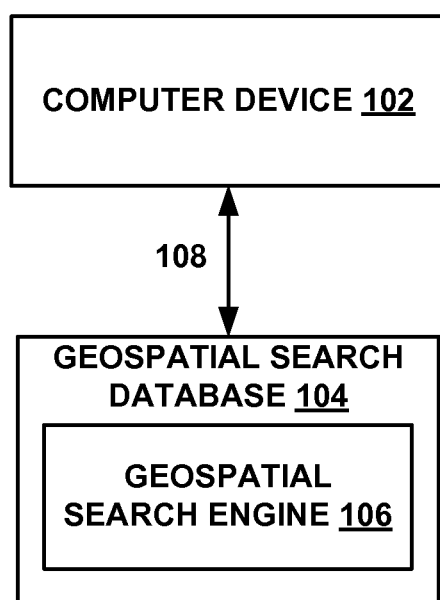 COMPUTER DEVICE 102
108
GEOSPATIAL SEARCH
DATABASE 104
GEOSPATIAL
SEARCH ENGINE 106